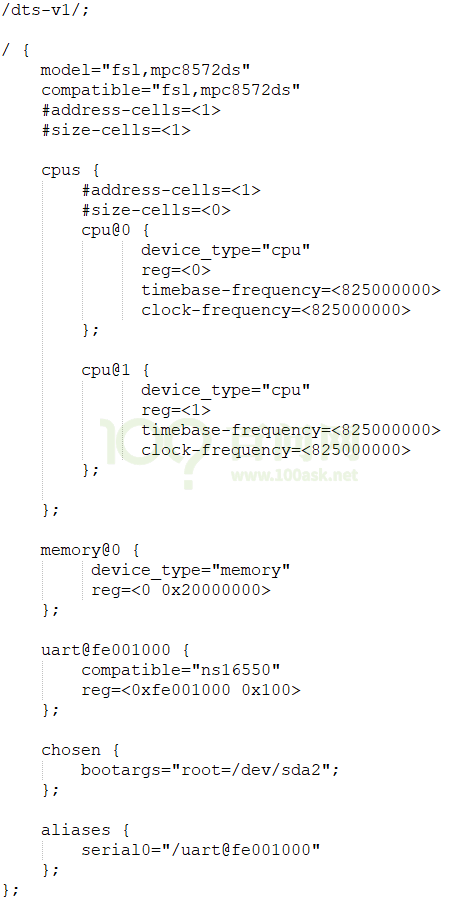 /dts-v1/;
/ {
model="fsl,mpc8572ds"
compatible="fsl,mpc8572ds"
#address-cells=<1>
#size-cells=<1>
cpus {
#address-cells=<1>
#size-cells=<0>
cpu@0 {
device_type="cpu"
reg=<0>
timebase-frequency=<825000000>
clock-frequency=<825000000>
};
cpu@1 {
device_type="cpu"
reg=<1>
timebase-frequency=<825000000>
clock-frequency=<825000000>
};
100
www.100ask.net
};
memory@0 {
device_type="memory"
reg=<0 0x20000000>
};
uart@fe001000 {
compatible="ns16550"
reg=<0xfe001000 0x100>
};
chosen {
bootargs="root=/dev/sda2";
};
aliases {
serial0="/uart@fe001000"
};
};